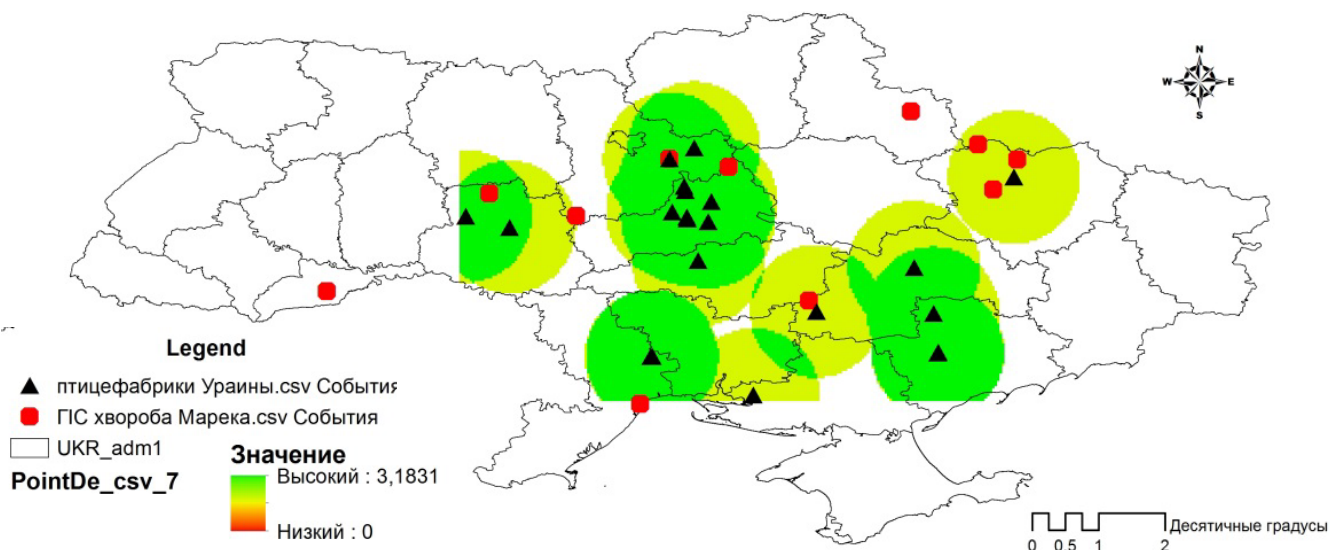 N
W E
S
Legend
птицефабрики Ураины.csv События
ГІС хвороба Марека.csv События
UKR_adm1
PointDe_csv_7
Значение
Высокий : 3,1831
Низкий : 0
Десятичные градусы
0 0.5 1 2